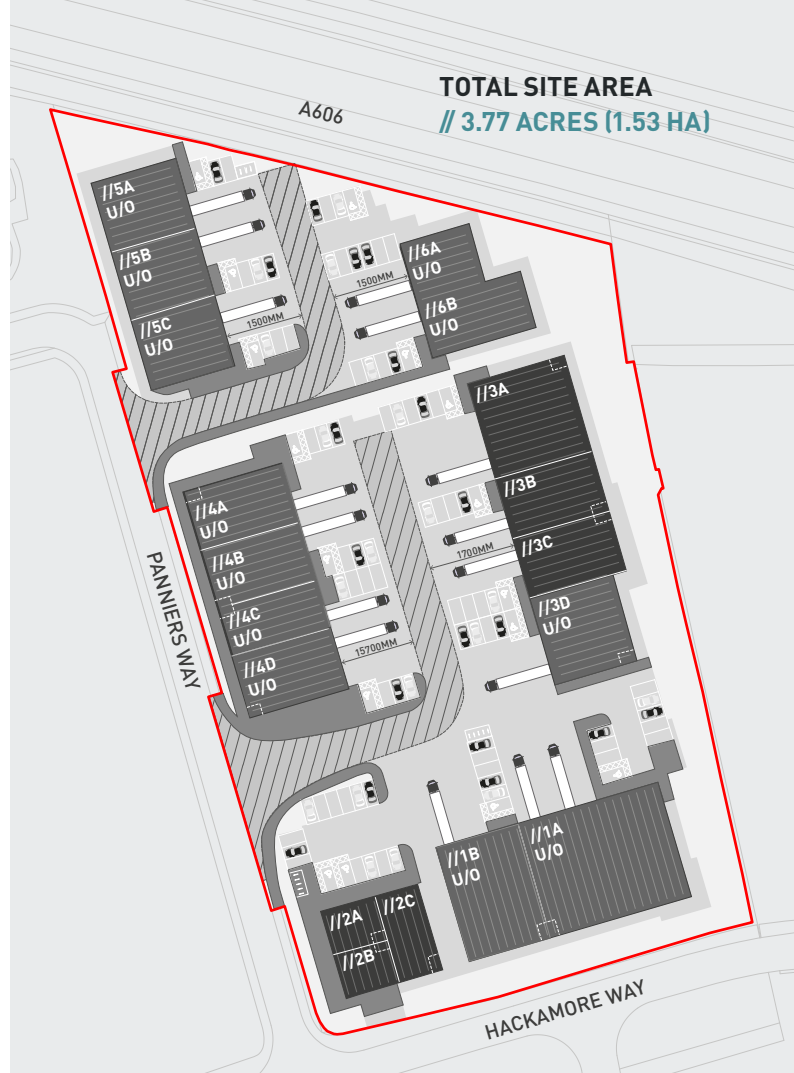 TOTAL SITE AREA
// 3.77 ACRES (1.53 HA)
A606
//5A
U/O
//5B
U/O
//5C
U/O
1500MM
1500MM
//6A
U/O
//6B
U/O
//3A
//3B
//3C
//3D
U/O
1700MM
//4A
U/O
//4B
U/O
//4C
U/O
//4D
U/O
15700MM
PANNIERS WAY
//1A
U/O
//1B
U/O
//2A
//2C
//2B
HACKAMORE WAY